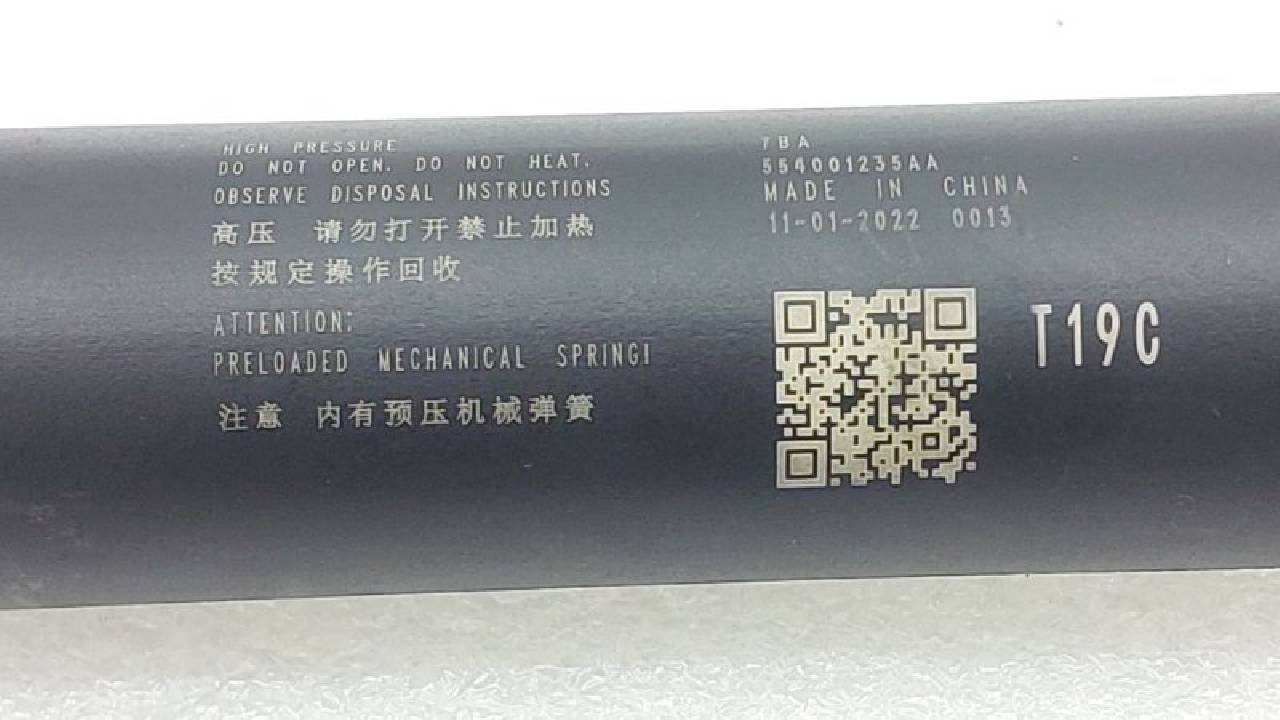 HIGH PRESSURE
DO NOT OPEN. DO NOT HEAT.
OBSERVE DISPOSAL INSTRUCTIONS
高压 请勿打开禁止加热
按规定操作回收
ATTENTION:
PRELOADED MECHANICAL SPRING!
注意 内有预压机械弹簧
554001235AA
MADE IN CHINA
11-01-2022 0013
T19C